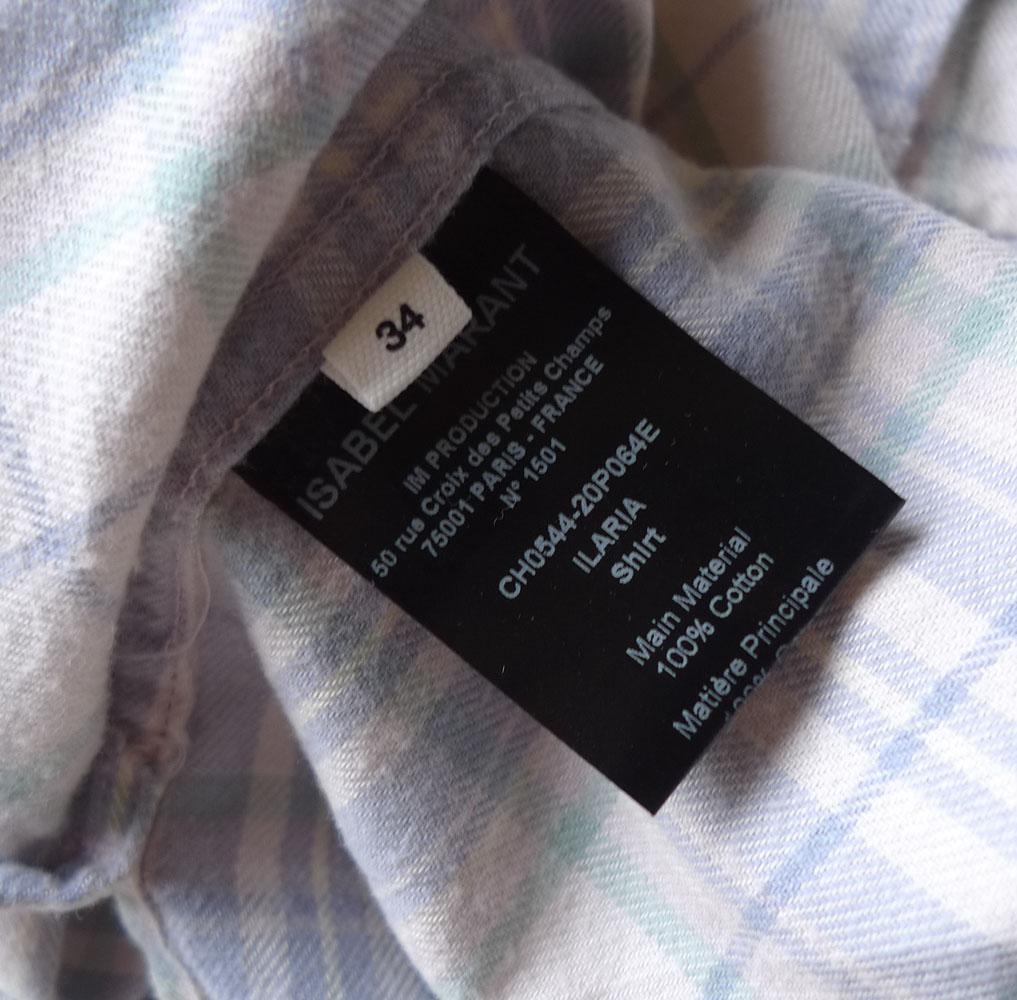 34
ISABEL MARANT
IM PRODUCTION
50 rue Croix des Petits Champs
75001 PARIS - FRANCE
N° 1501
CH0544-20P064E
ILARIA
Shirt
Main Material
100% Cotton
Matière Principale
100%